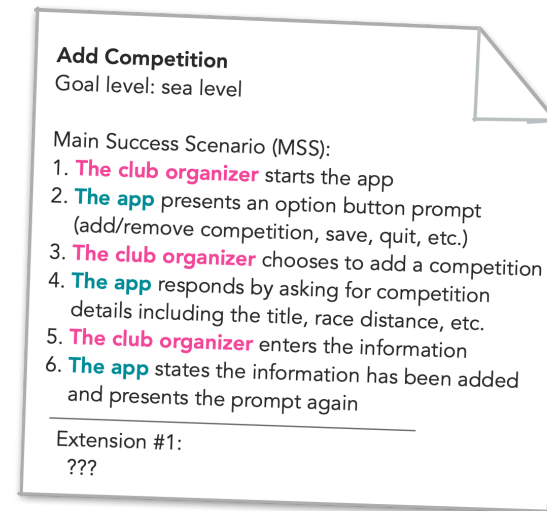 Add Competition
Goal level: sea level
Main Success Scenario (MSS):
1. The club organizer starts the app
2. The app presents an option button prompt
(add/remove competition, save, quit, etc.)
3. The club organizer chooses to add a competition
4. The app responds by asking for competition
details including the title, race distance, etc.
5. The club organizer enters the information
6. The app states the information has been added
and presents the prompt again
Extension #1:
???